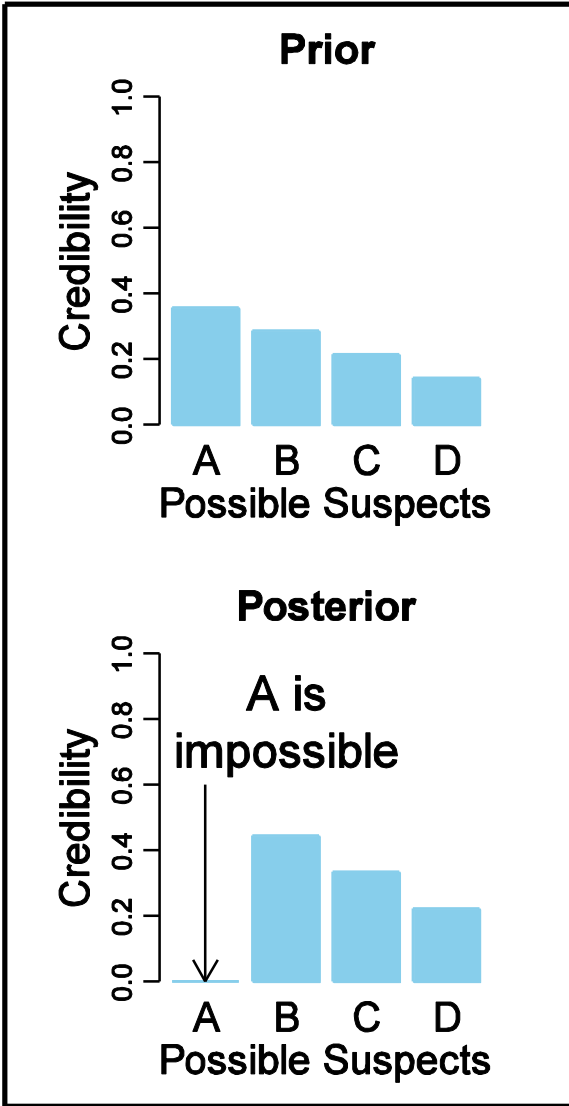 Prior
1.0
0.8
0.6
0.4
0.2
0.0
Credibility
A B C D
Possible Suspects
Posterior
1.0
0.8
0.6
0.4
0.2
0.0
Credibility
A is
impossible
A B C D
Possible Suspects